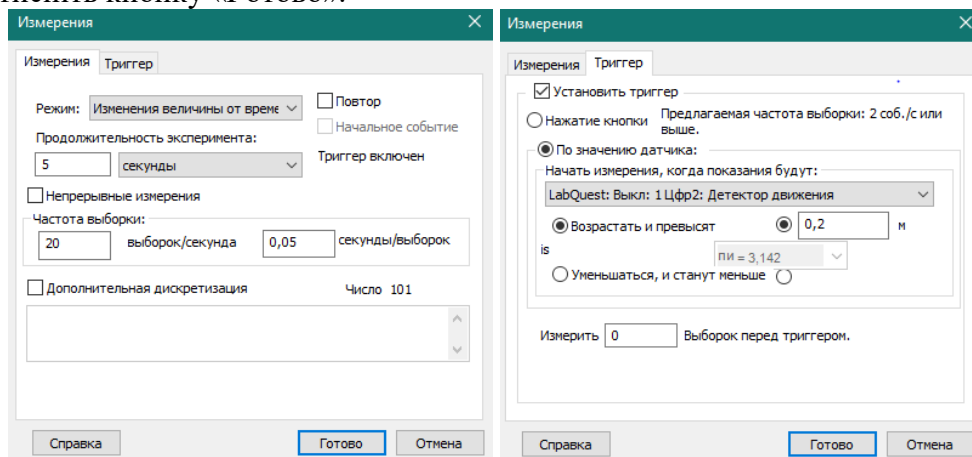 кнопку «Готово».
Измерения
Измерения Триггер
Режим: Изменения величины от време
Повтор
Начальное событие
Продолжительность эксперимента:
5 секунды
Триггер включен
Непрерывные измерения
Частота выборки:
20 выборок/секунда 0,05 секунды/выборок
Дополнительная дискретизация Число 101
Справка Готово Отмена
Измерения
Измерения Триггер
Установить триггер
Нажатие кнопки Предлагаемая частота выборки: 2 соб./с или
выше.
По значению датчика:
Начать измерения, когда показания будут:
LabQuest: Выкл: 1 Цфр2: Детектор движения
Возрастать и превысят 0,2 м
is
пи = 3,142
Уменьшаться, и станут меньше
Измерить 0 Выборок перед триггером.
Справка Готово Отмена